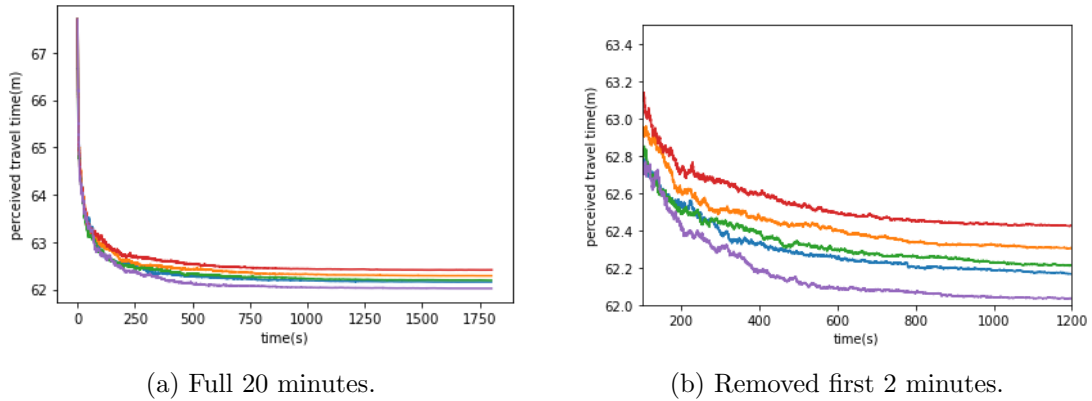 67
66
65
64
63
62
perceived travel time(m)
0 250 500 750 1000 1250 1500 1750
time(s)
(a) Full 20 minutes.
63.4
63.2
63.0
62.8
62.6
62.4
62.2
62.0
perceived travel time(m)
200 400 600 800 1000 1200
time(s)
(b) Removed first 2 minutes.